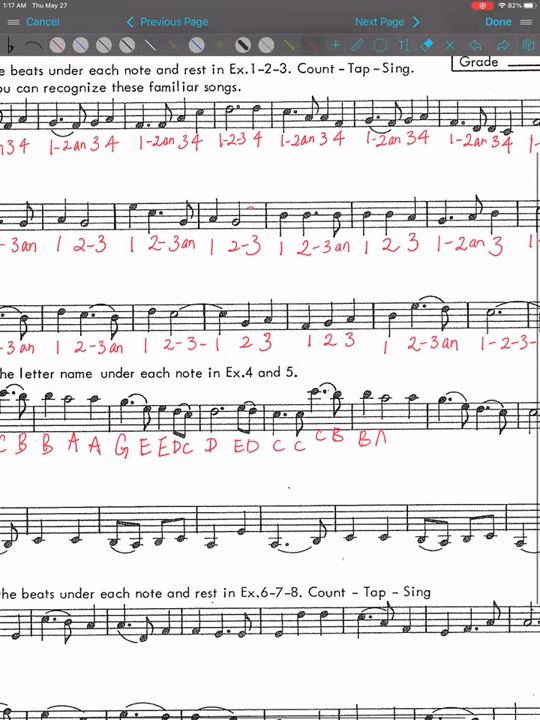 1:17 AM Thu May 27
82%
Cancel
Previous Page
Next Page
Done
Grade
e beats under each note and rest in Ex.1-2-3. Count - Tap - Sing.
ou can recognize these familiar songs.
an 3 4 1-2an 3 4 1-2an 3 4 1-2-3 4 1-2an 3 4 1-2an 3 4 1-2an 3 4 1-
-3an 1 2-3 1 2-3an 1 2-3 1 2-3an 1 2 3 1-2an 3 1
-3an 1 2-3an 1 2-3- 1 2 3 1 2 3 1 2-3an 1-2-3-
he letter name under each note in Ex.4 and 5.
C B B A A G E E D C D E D C C C B B
the beats under each note and rest in Ex.6-7-8. Count - Tap - Sing